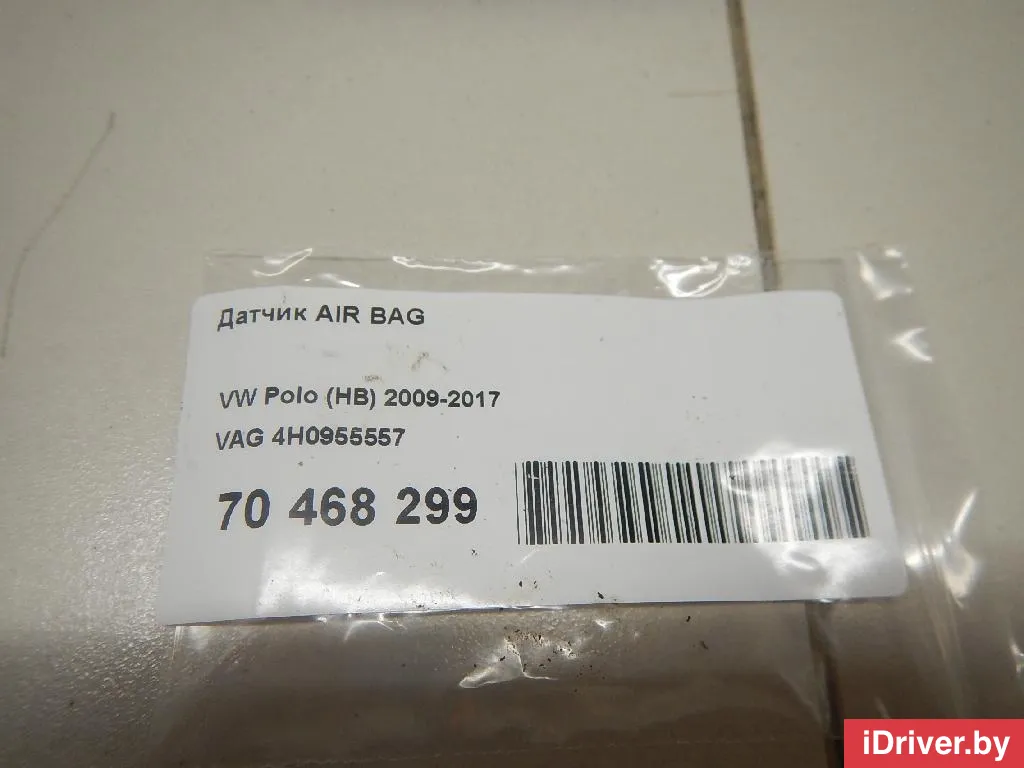 Датчик AIR BAG
VW Polo (HB) 2009-2017
VAG 4H0955557
70 468 299
iDriver.by